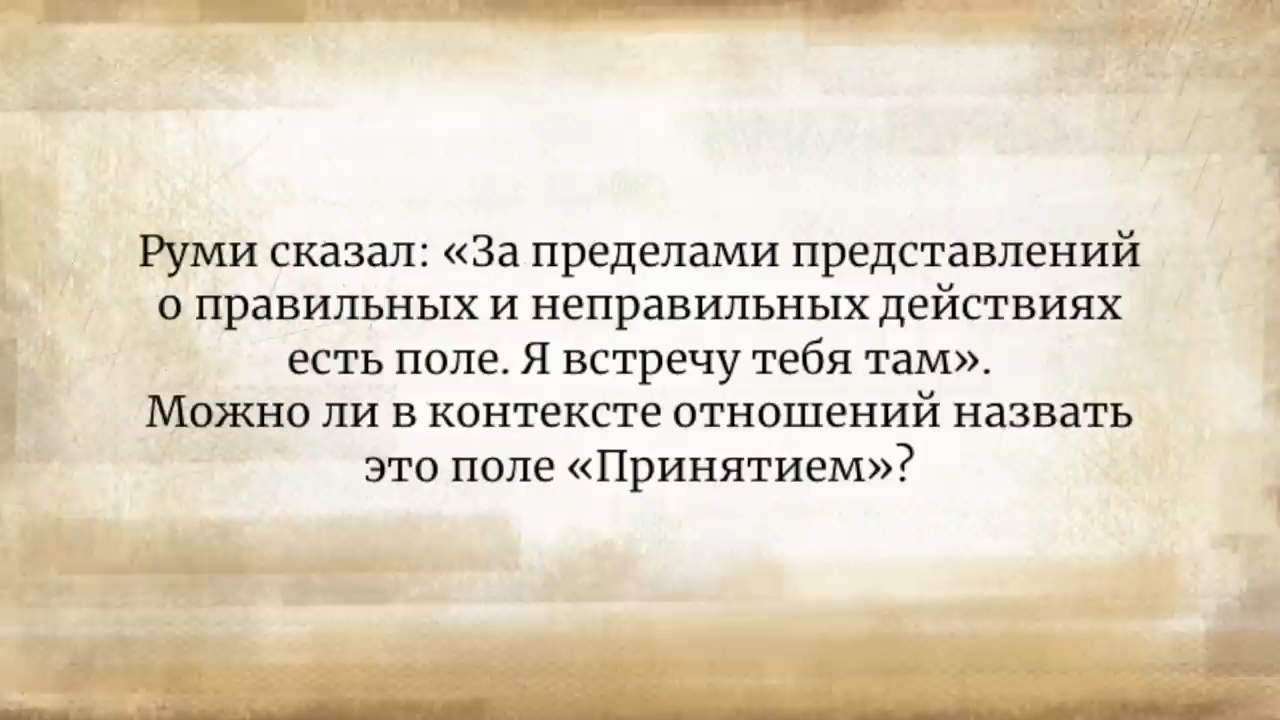 Руми сказал: «За пределами представлений
о правильных и неправильных действиях
есть поле. Я встречу тебя там».
Можно ли в контексте отношений назвать
это поле «Принятием»?